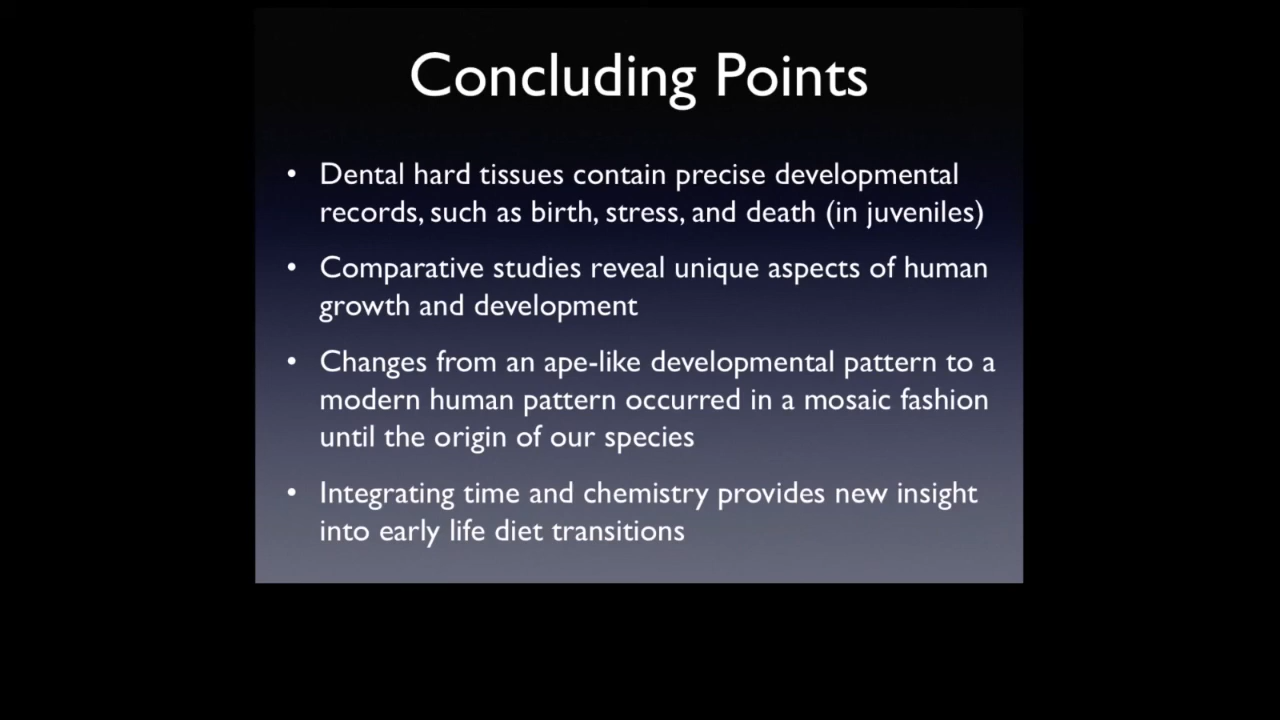 Concluding Points
• Dental hard tissues contain precise developmental
records, such as birth, stress, and death (in juveniles)
• Comparative studies reveal unique aspects of human
growth and development
• Changes from an ape-like developmental pattern to a
modern human pattern occurred in a mosaic fashion
until the origin of our species
• Integrating time and chemistry provides new insight
into early life diet transitions